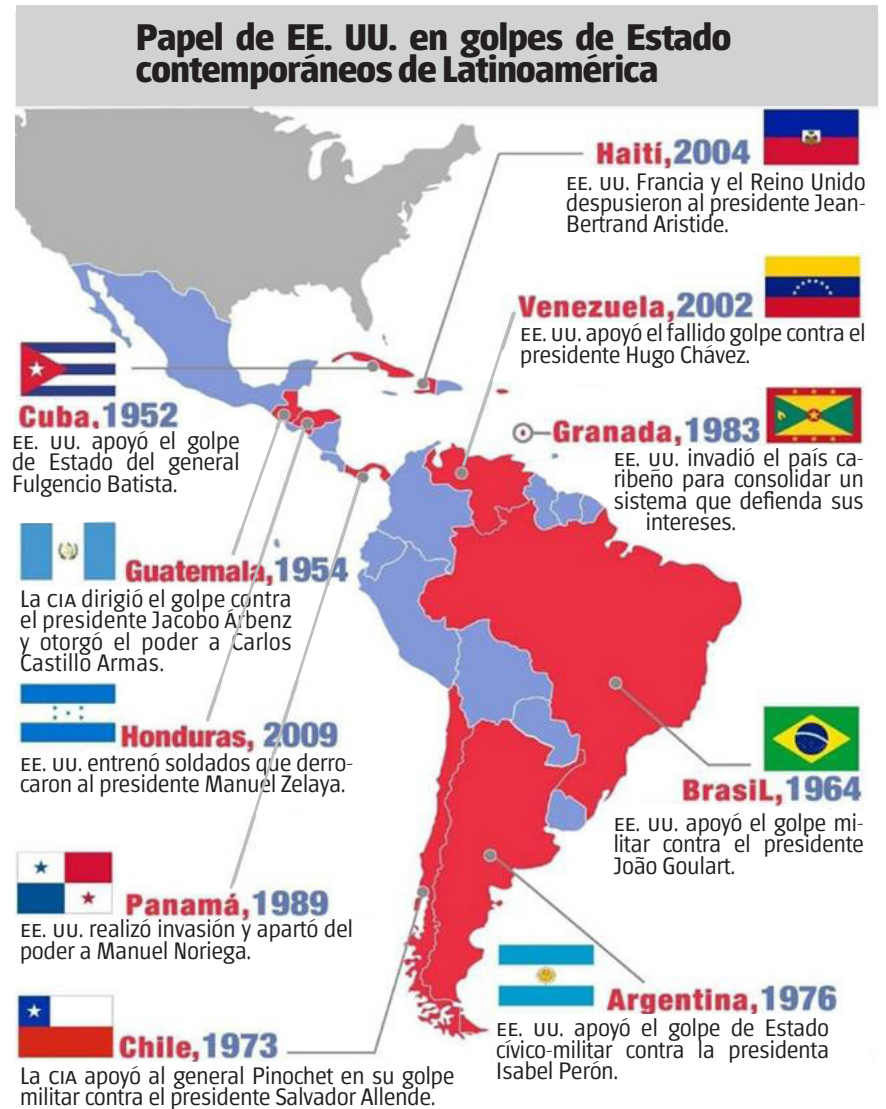 Papel de EE. UU. en golpes de Estado
contemporáneos de Latinoamérica
Haití,2004
EE. UU. Francia y el Reino Unido
despusieron al presidente Jean-
Bertrand Aristide.
Venezuela,2002
EE. UU. apoyó el fallido golpe contra el
presidente Hugo Chávez.
Cuba,1952
EE. UU. apoyó el golpe
de Estado del general
Fulgencio Batista.
Granada,1983
EE. UU. invadió el país ca-
ribeño para consolidar un
sistema que defienda sus
intereses.
Guatemala,1954
La CIA dirigió el golpe contra
el presidente Jacobo Árbenz
y otorgó el poder a Carlos
Castillo Armas.
Honduras, 2009
EE. UU. entrenó soldados que derro-
caron al presidente Manuel Zelaya.
BrasiL,1964
EE. UU. apoyó el golpe mi-
litar contra el presidente
João Goulart.
Panamá,1989
EE. UU. realizó invasión y apartó del
poder a Manuel Noriega.
Argentina,1976
EE. UU. apoyó el golpe de Estado
cívico-militar contra la presidenta
Isabel Perón.
Chile,1973
La CIA apoyó al general Pinochet en su golpe
militar contra el presidente Salvador Allende.